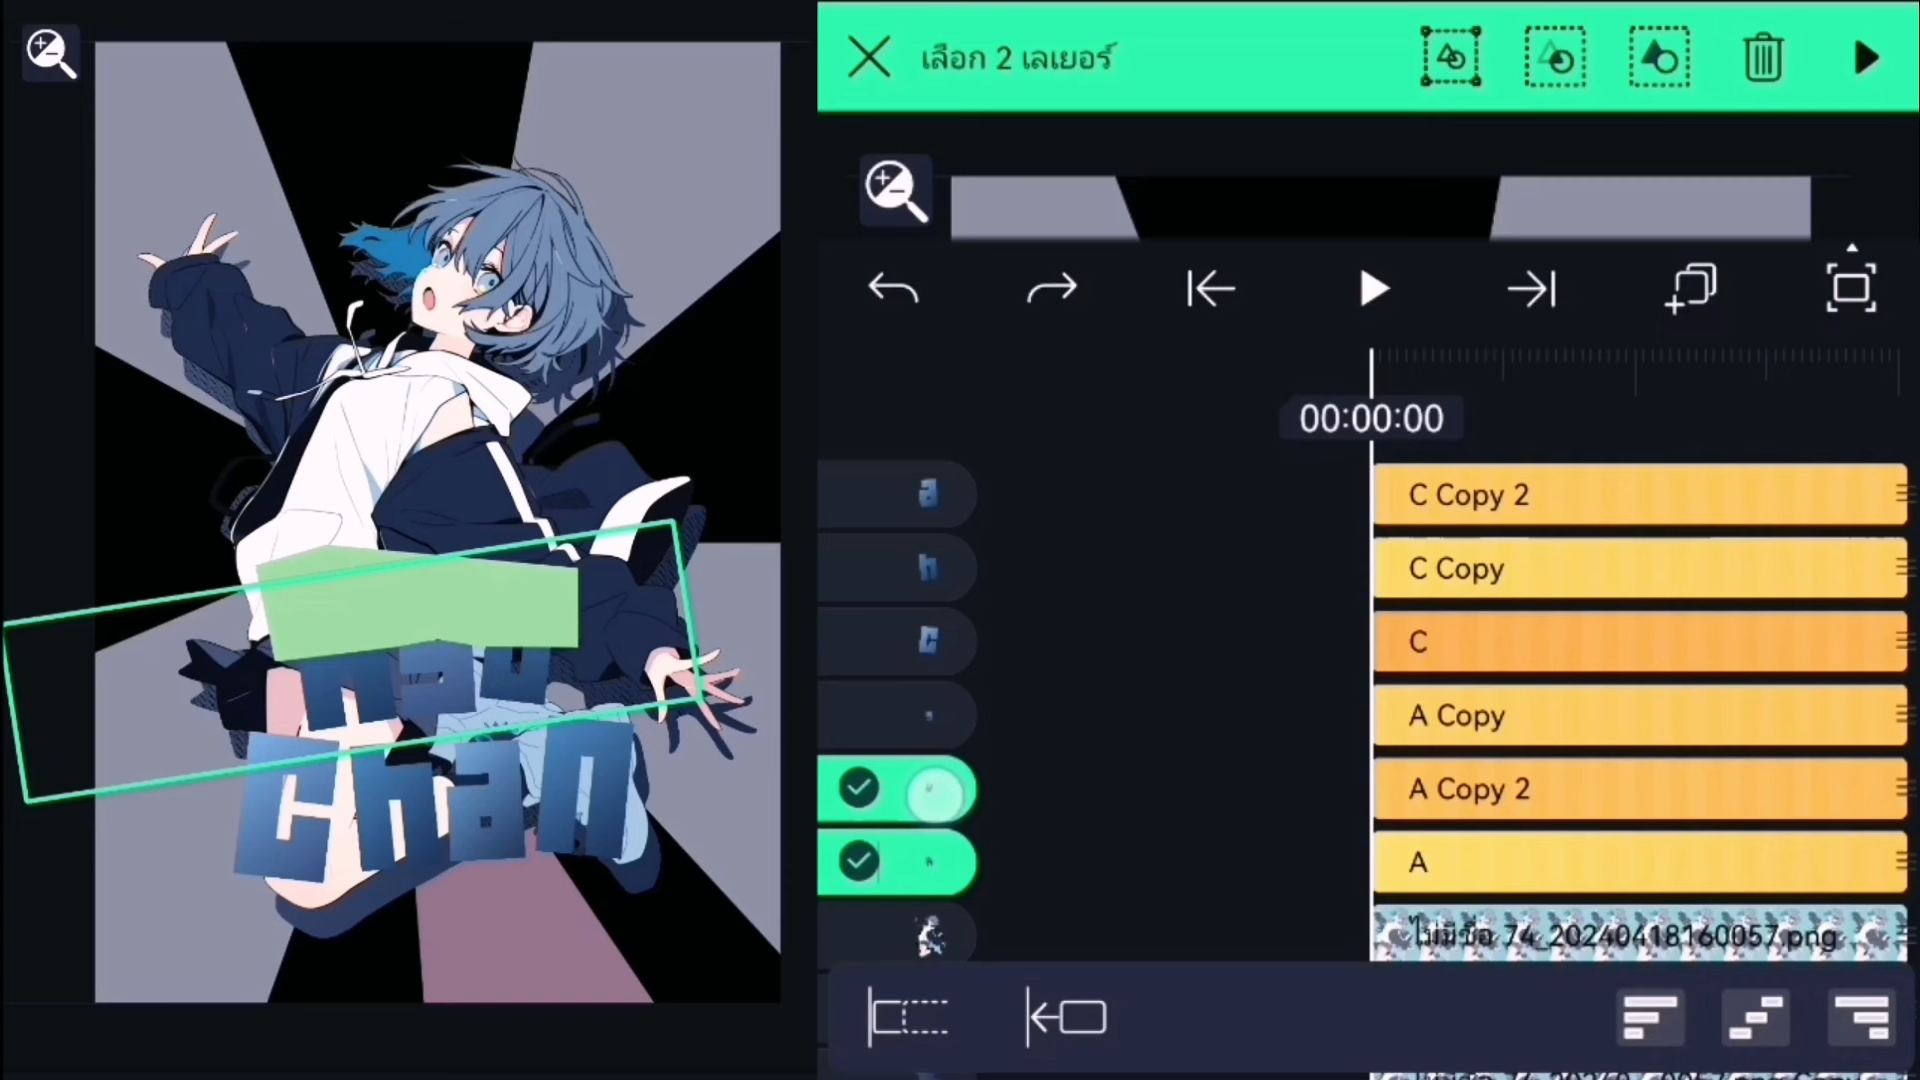 เลือก 2 เลเยอร์
00:00:00
a
C Copy 2
h
C Copy
C
C
A Copy
A Copy 2
A
ไม่มีชื่อ 74_20240418160057.png
nau
chan